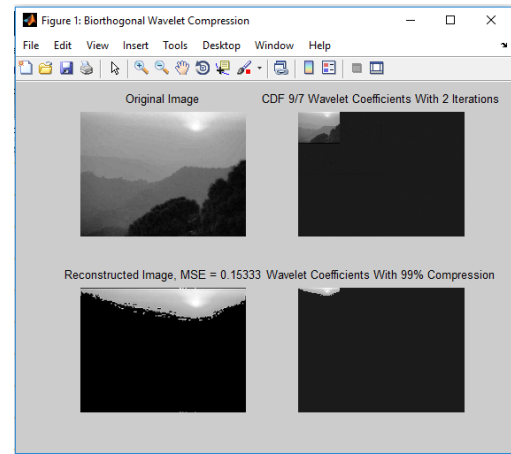 Figure 1: Biorthogonal Wavelet Compression
File Edit View Insert Tools Desktop Window Help
Original Image
CDF 9/7 Wavelet Coefficients With 2 Iterations
Reconstructed Image, MSE = 0.15333
Wavelet Coefficients With 99% Compression